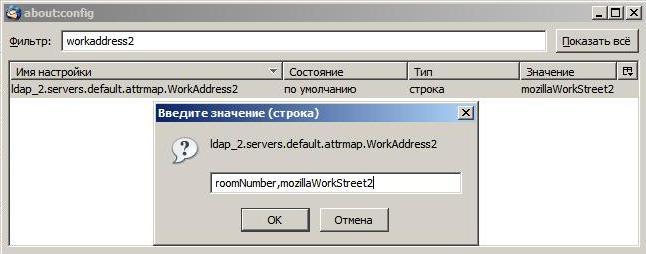 about:config
Фильтр: workaddress2 Показать всё
Имя настройки Состояние Тип Значение
ldap_2.servers.default.attrmap.WorkAddress2 по умолчанию строка mozillaWorkStreet2
Введите значение (строка)
ldap_2.servers.default.attrmap.WorkAddress2
roomNumber,mozillaWorkStreet2
OK Отмена